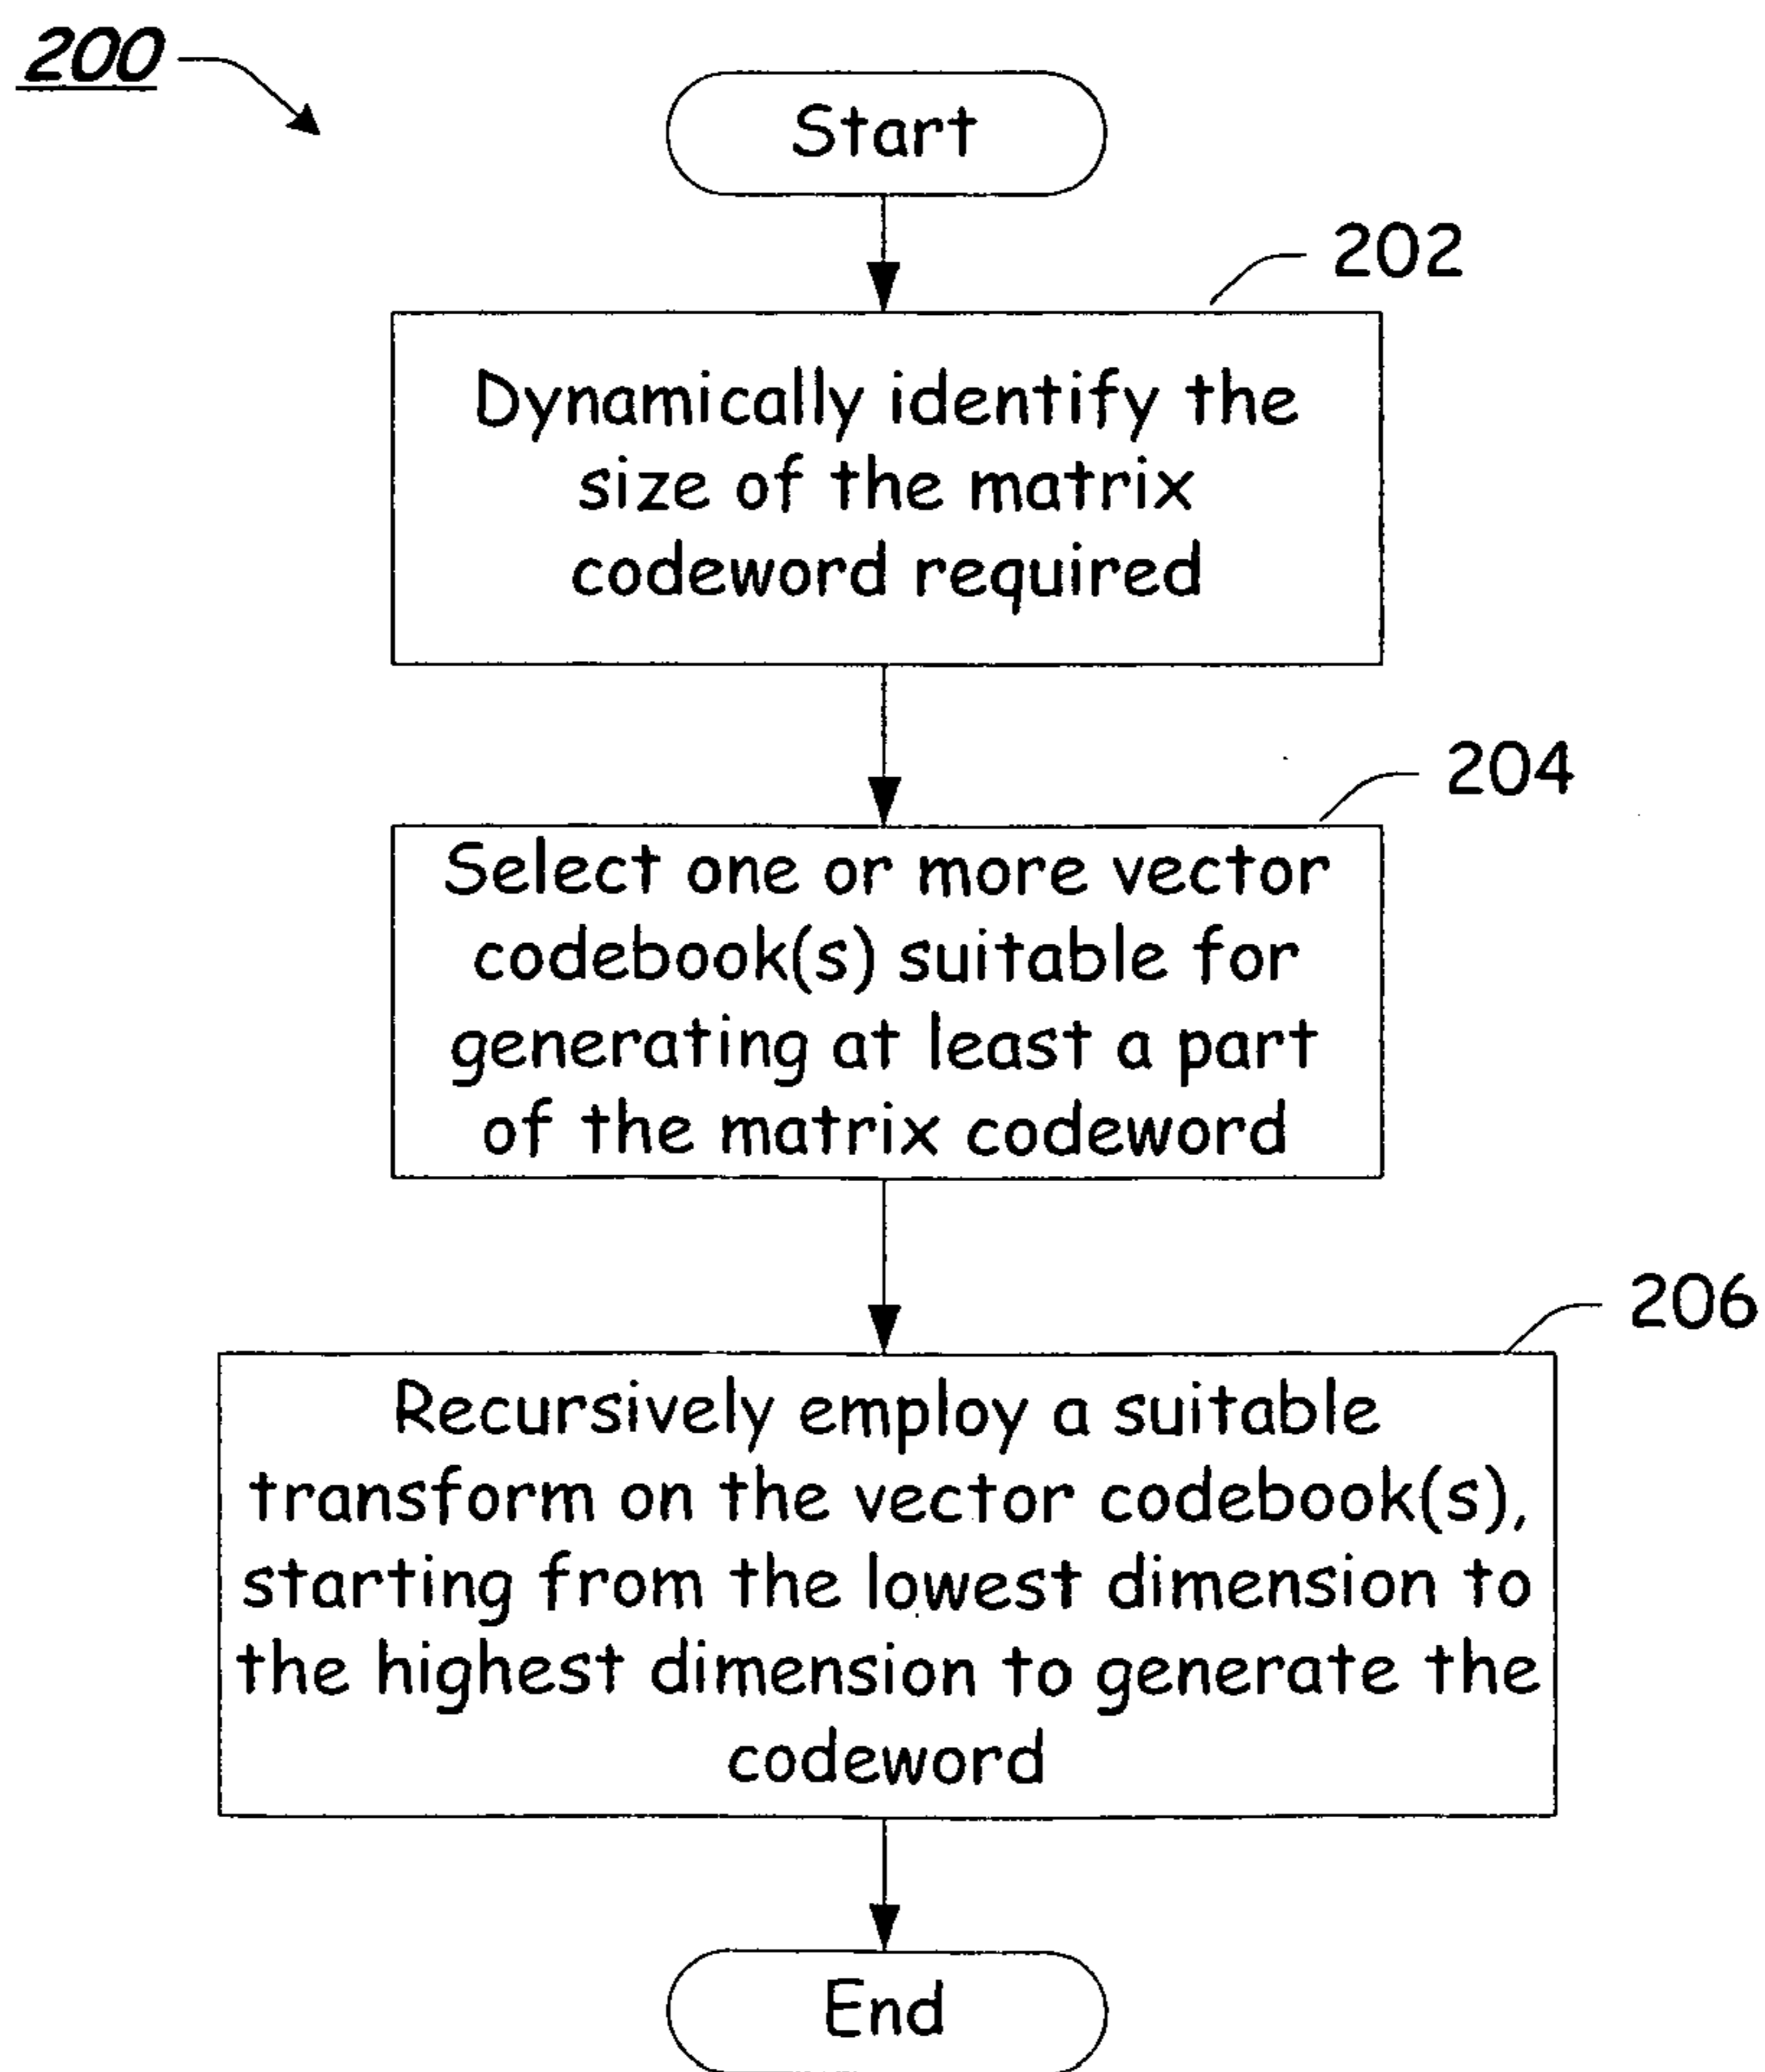 200
Start
202
Dynamically identify the
size of the matrix
codeword required
204
Select one or more vector
codebook(s) suitable for
generating at least a part
of the matrix codeword
206
Recursively employ a suitable
transform on the vector codebook(s),
starting from the lowest dimension to
the highest dimension to generate the
codeword
End